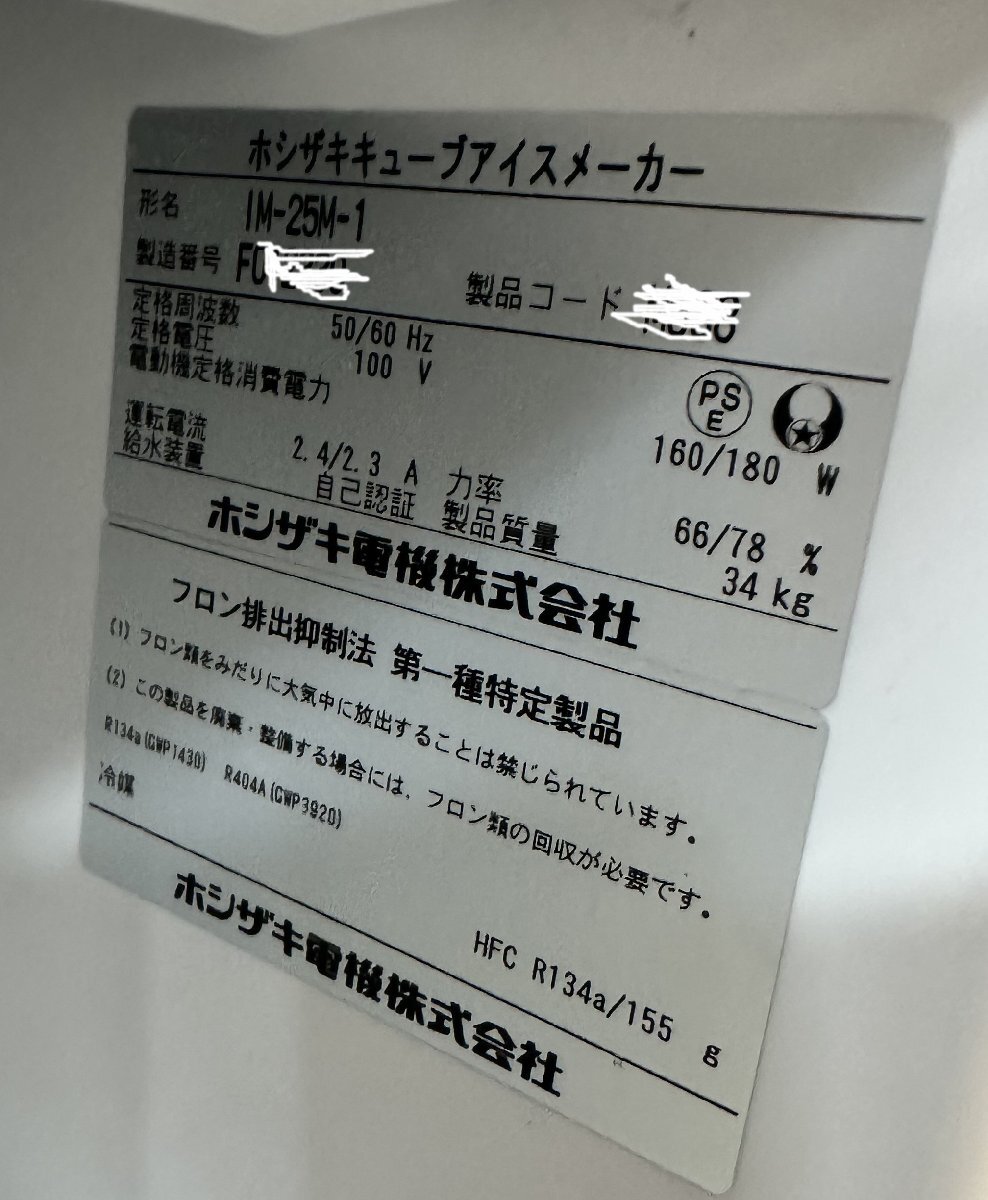 ホシザキキューブアイスメーカー
形名 IM-25M-1
製造番号 製品コード
定格周波数 50/60 Hz
定格電圧 100 V
PS E
電動機定格消費電力 160/180 W
運転電流 2.4/2.3 A 力率 66/78 %
給水装置 自己認証 製品質量 34 kg
ホシザキ電機株式会社
フロン排出抑制法 第一種特定製品
(1) フロン類をみだりに大気中に放出することは禁じられています。
(2) この製品を廃棄・整備する場合には、フロン類の回収が必要です。
R134a(GWP1430) R404A(GWP3920)
冷媒 HFC R134a/155 g
ホシザキ電機株式会社